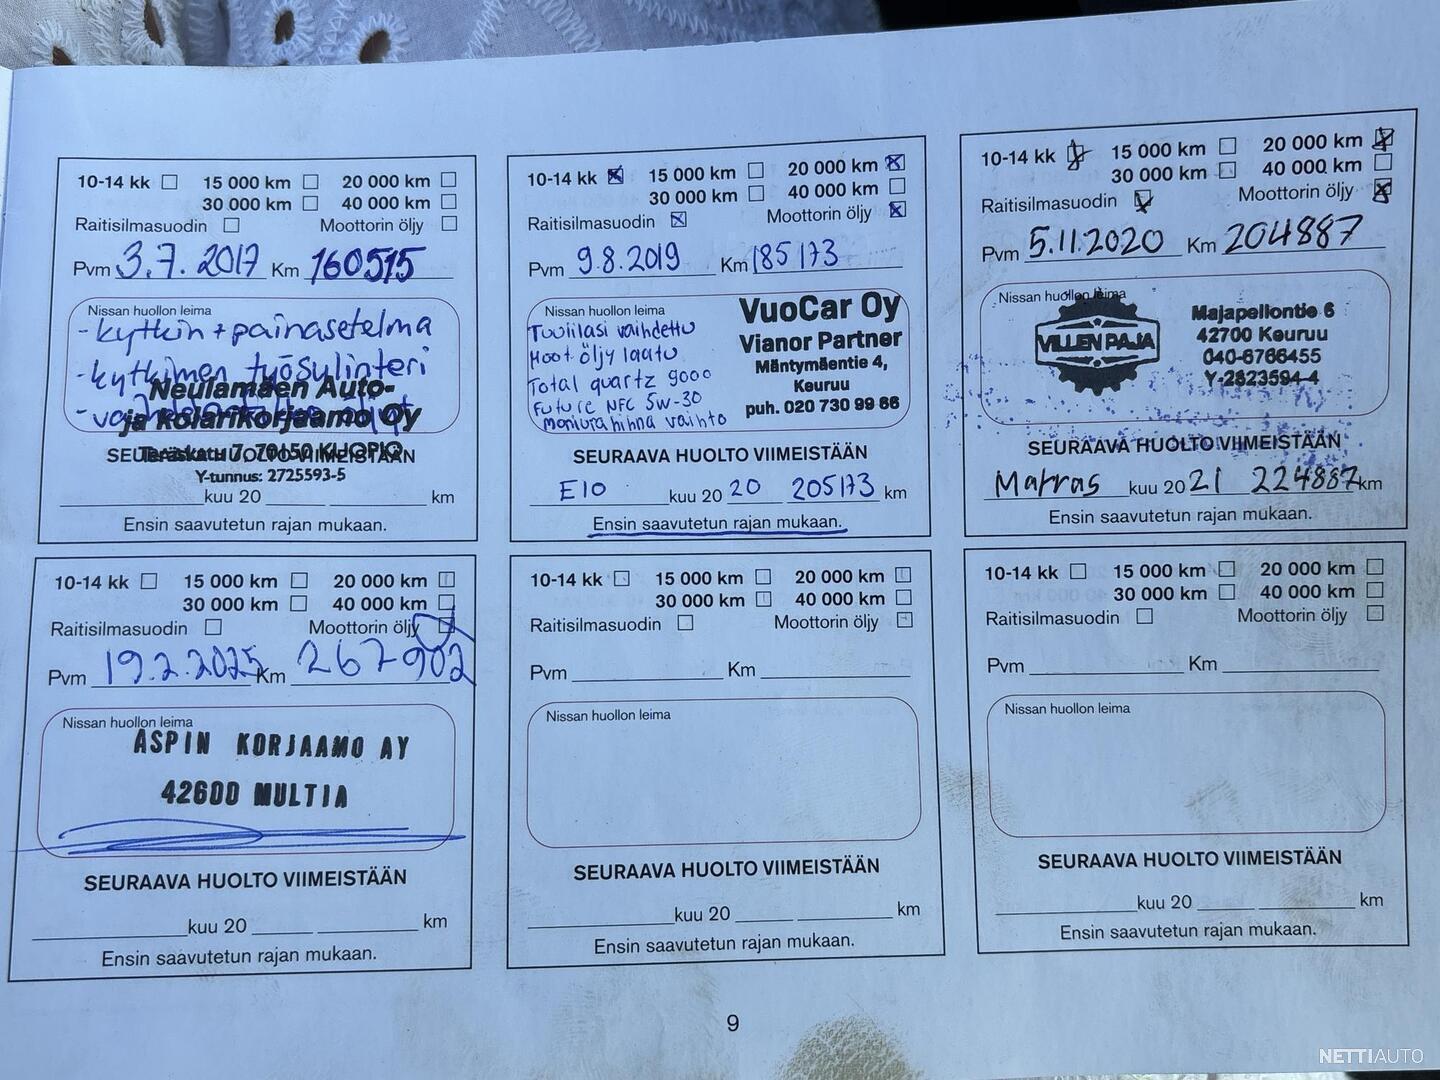 10-14 kk 15 000 km 20 000 km
30 000 km 40 000 km
Raitisilmasuodin Moottorin öljy
Pvm 3.7.2017 Km 160515
Nissan huollon leima
- kytkin + painasetelma
- kytkimen työsylinteri
Neulamäen Auto-
ja Kolarikorjaamo Oy
Teräskatu 7, 70150 KUOPIO
SEURAAVA HUOLTO VIIMEISTÄÄN
Y-tunnus: 2725593-5
kuu 20 km
Ensin saavutetun rajan mukaan.
10-14 kk 15 000 km 20 000 km
30 000 km 40 000 km
Raitisilmasuodin Moottorin öljy
Pvm 9.8.2019 Km 185173
Nissan huollon leima
Tuulilasi vaihdettu
Moot. öljy laatu
Total quartz 9000
Future NFC 5W-30
hihna vaihto
VuoCar Oy
Vianor Partner
Mäntymäentie 4,
Keuruu
puh. 020 730 99 66
SEURAAVA HUOLTO VIIMEISTÄÄN
Elo kuu 20 20 205173 km
Ensin saavutetun rajan mukaan.
10-14 kk 15 000 km 20 000 km
30 000 km 40 000 km
Raitisilmasuodin Moottorin öljy
Pvm 5.11.2020 Km 204887
Nissan huollon leima
VILLEN PAJA
Majapellontie 6
42700 Keuruu
040-6766455
Y-2823594-4
SEURAAVA HUOLTO VIIMEISTÄÄN
Marras kuu 20 21 224887 km
Ensin saavutetun rajan mukaan.
10-14 kk 15 000 km 20 000 km
30 000 km 40 000 km
Raitisilmasuodin Moottorin öljy
Pvm 19.2.2025 Km 267902
Nissan huollon leima
ASPIN KORJAAMO AY
42600 MULTIA
SEURAAVA HUOLTO VIIMEISTÄÄN
kuu 20 km
Ensin saavutetun rajan mukaan.
10-14 kk 15 000 km 20 000 km
30 000 km 40 000 km
Raitisilmasuodin Moottorin öljy
Pvm Km
Nissan huollon leima
SEURAAVA HUOLTO VIIMEISTÄÄN
kuu 20 km
Ensin saavutetun rajan mukaan.
10-14 kk 15 000 km 20 000 km
30 000 km 40 000 km
Raitisilmasuodin Moottorin öljy
Pvm Km
Nissan huollon leima
SEURAAVA HUOLTO VIIMEISTÄÄN
kuu 20 km
Ensin saavutetun rajan mukaan.
9
NETTIAUTO